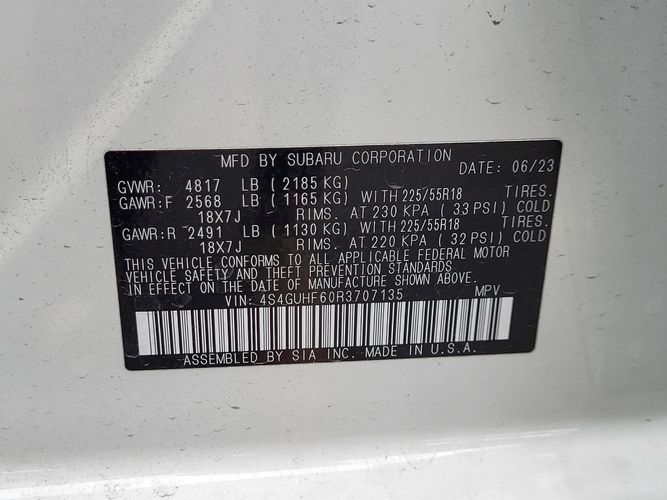 MFD BY SUBARU CORPORATION DATE: 06/23
GVWR: 4817 LB (2185 KG)
GAWR:F 2568 LB (1165 KG) WITH 225/55R18 TIRES.
18X7J RIMS. AT 230 KPA (33 PSI) COLD
GAWR:R 2491 LB (1130 KG) WITH 225/55R18 TIRES.
18X7J RIMS. AT 220 KPA (32 PSI) COLD
THIS VEHICLE CONFORMS TO ALL APPLICABLE FEDERAL MOTOR
VEHICLE SAFETY AND THEFT PREVENTION STANDARDS
IN EFFECT ON THE DATE OF MANUFACTURE SHOWN ABOVE.
VIN: 4S4GUHF60R3707135 MPV
ASSEMBLED BY SIA INC. MADE IN U.S.A.